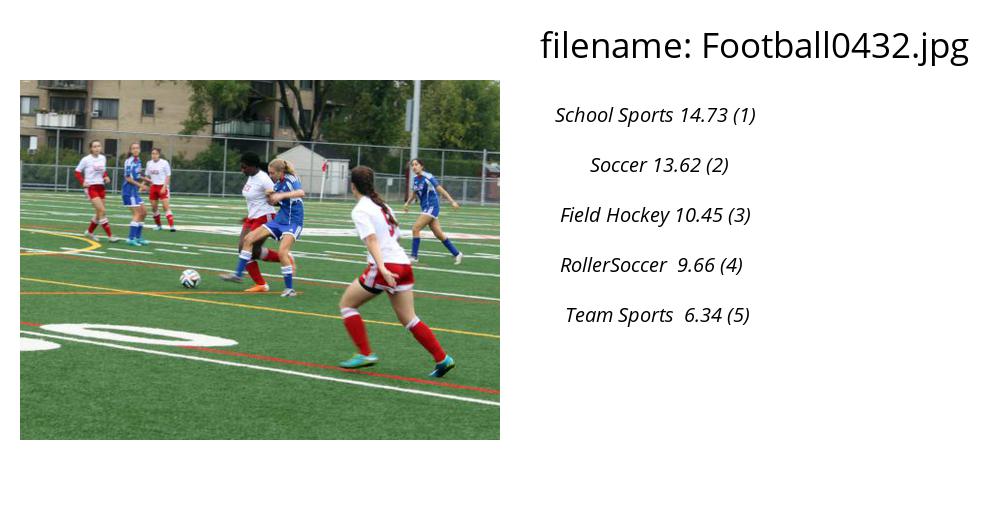 filename: Football0432.jpg
School Sports 14.73 (1)
Soccer 13.62 (2)
Field Hockey 10.45 (3)
RollerSoccer 9.66 (4)
Team Sports 6.34 (5)